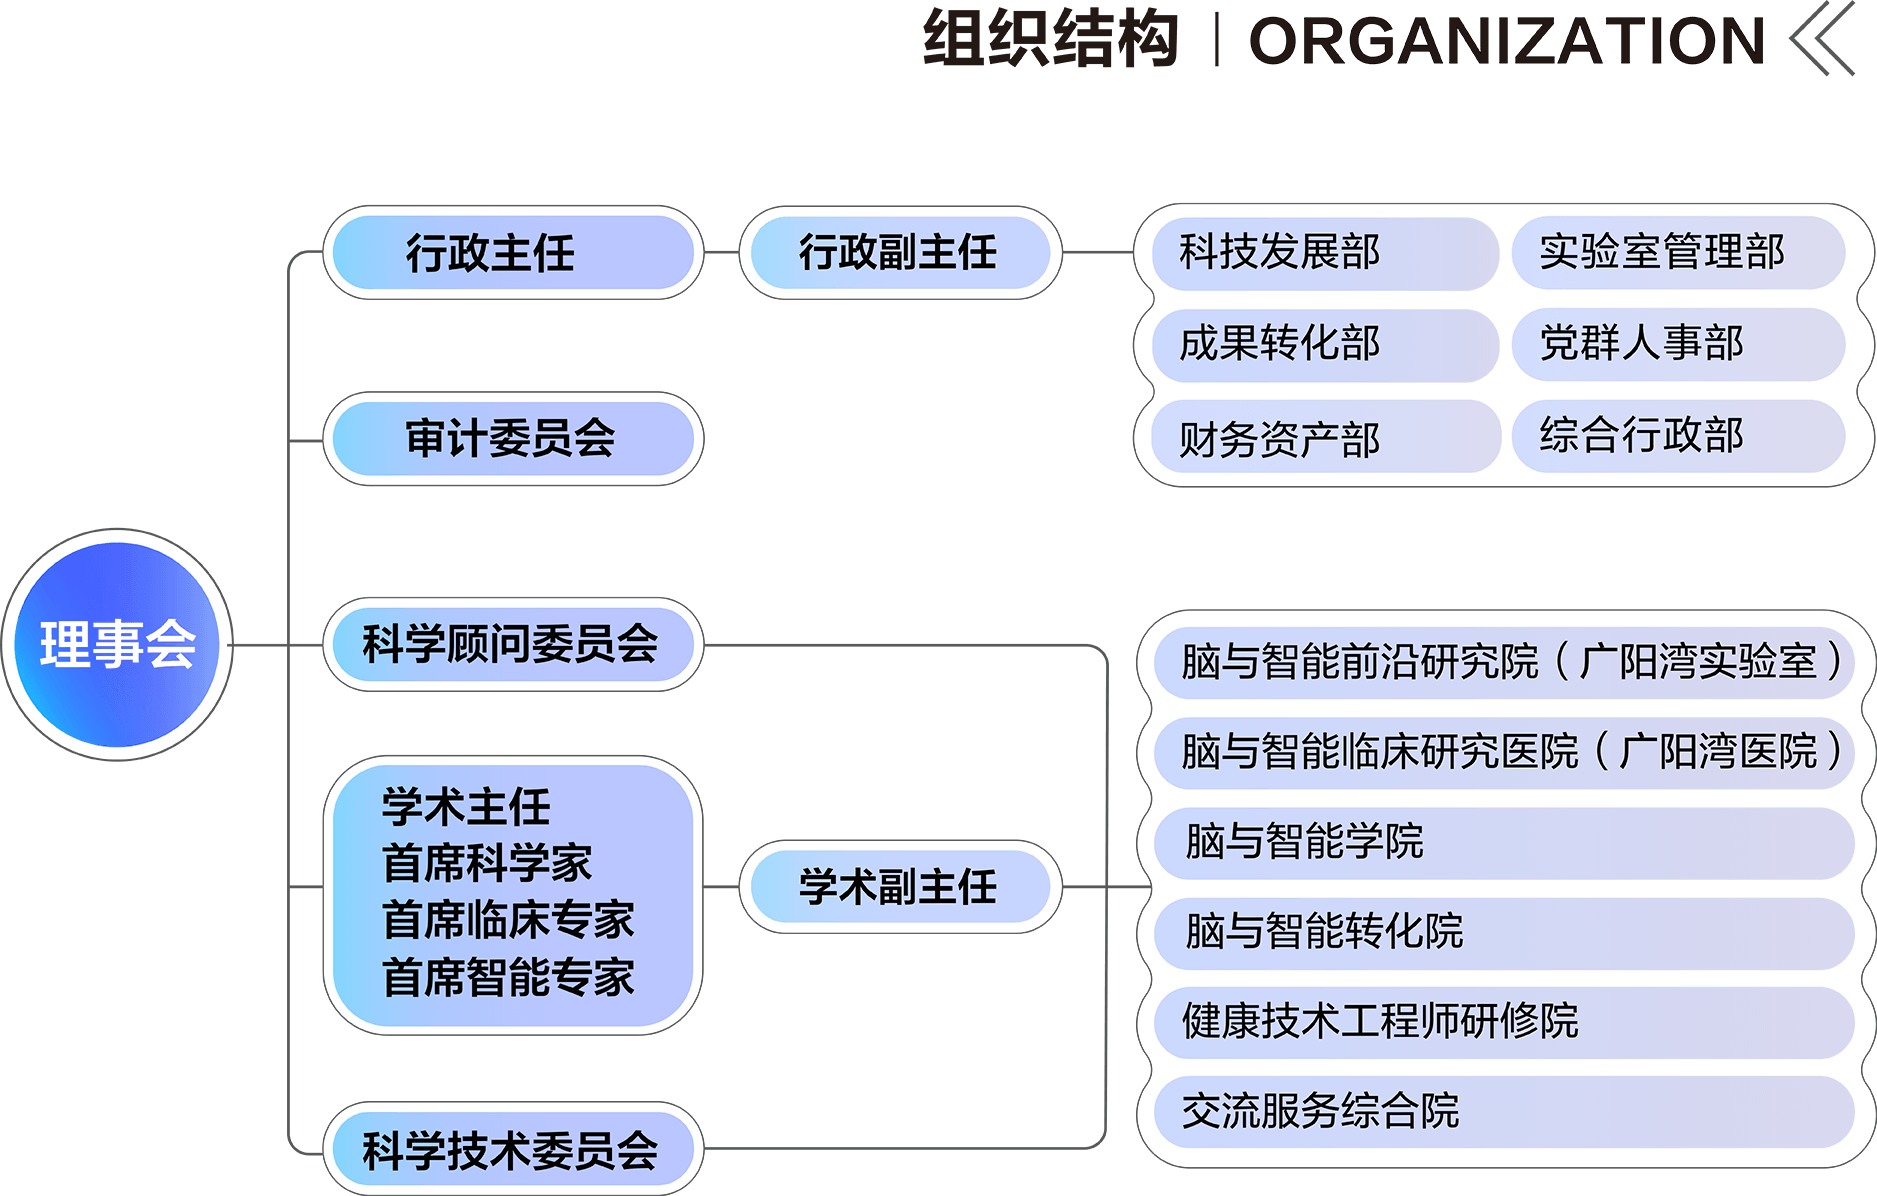 组织结构 | ORGANIZATION
行政主任
行政副主任
科技发展部
实验室管理部
成果转化部
党群人事部
财务资产部
综合行政部
审计委员会
理事会
科学顾问委员会
学术主任
首席科学家
首席临床专家
首席智能专家
学术副主任
科学技术委员会
脑与智能前沿研究院（广阳湾实验室）
脑与智能临床研究医院（广阳湾医院）
脑与智能学院
脑与智能转化院
健康技术工程师研修院
交流服务综合院